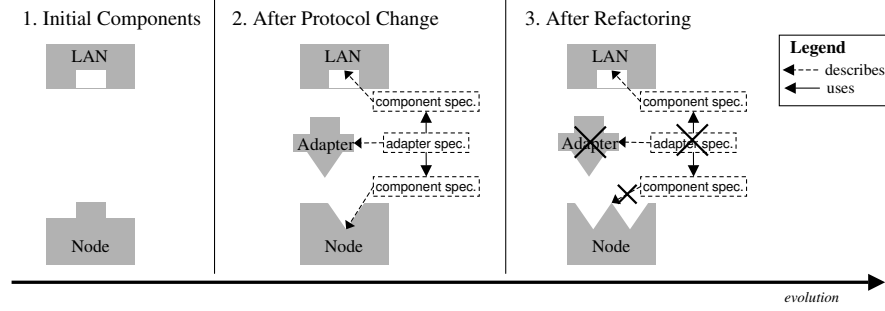 1. Initial Components
2. After Protocol Change
3. After Refactoring
LAN
Node
LAN
component spec.
Adapter
adapter spec.
component spec.
Node
LAN
component spec.
Adapter
adapter spec.
component spec.
Node
Legend
describes
uses
evolution